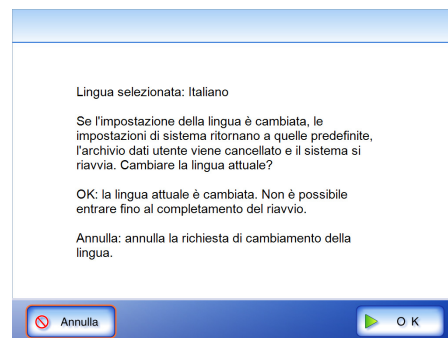 Lingua selezionata: Italiano
Se l'impostazione della lingua è cambiata, le
impostazioni di sistema ritornano a quelle predefinite,
l'archivio dati utente viene cancellato e il sistema si
riavvia. Cambiare la lingua attuale?
OK: la lingua attuale è cambiata. Non è possibile
entrare fino al completamento del riavvio.
Annulla: annulla la richiesta di cambiamento della
lingua.
Annulla
O K